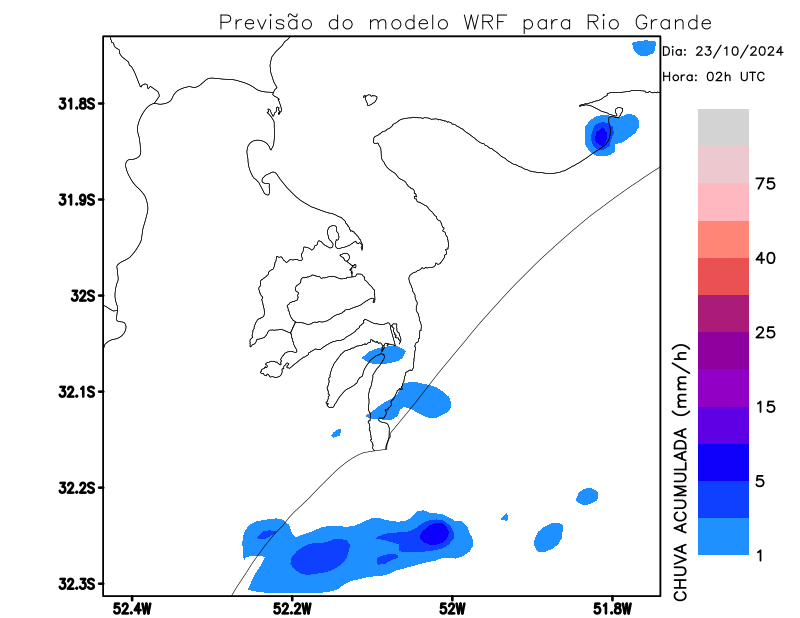 Previsão do modelo WRF para Rio Grande
Dia: 23/10/2024
Hora: 02h UTC
31.8S
31.9S
32S
32.1S
32.2S
32.3S
52.4W
52.2W
52W
51.8W
75
40
25
15
5
1
CHUVA ACUMULADA (mm/h)